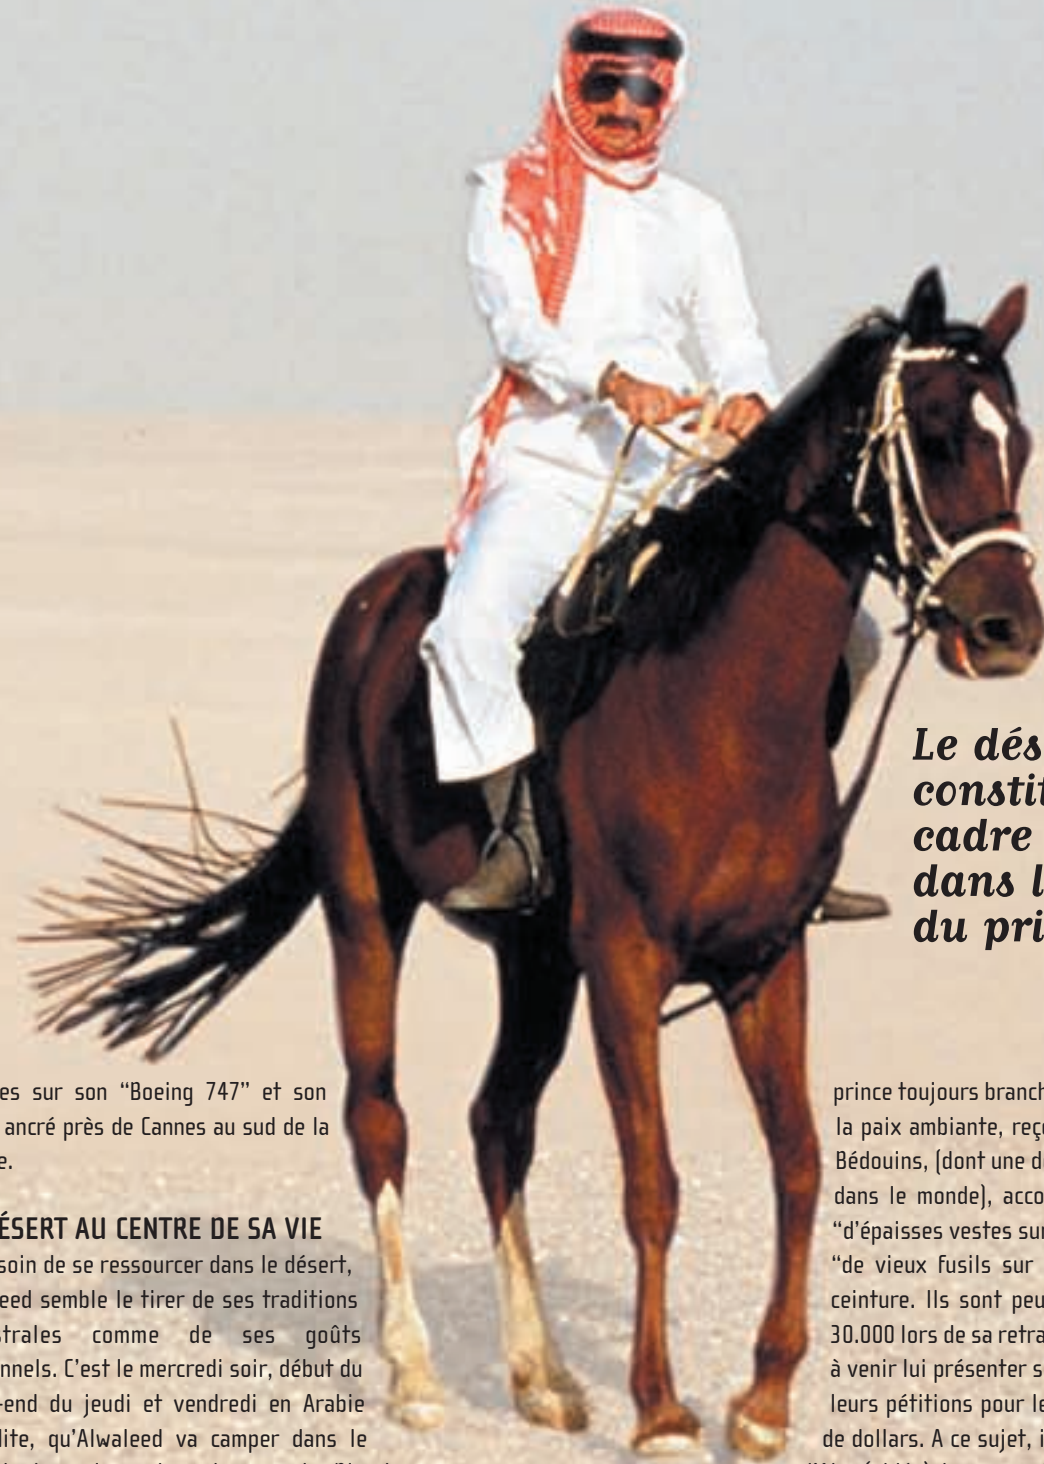 Le dés
constit
cadre
dans l
du pri
es sur son “Boeing 747” et son
ancré près de Cannes au sud de la
e.
ÉSERT AU CENTRE DE SA VIE
soin de se ressourcer dans le désert,
eed semble le tirer de ses traditions
strales comme de ses goûts
nnels. C’est le mercredi soir, début du
-end du jeudi et vendredi en Arabie
dite, qu’Alwaleed va camper dans le
prince toujours branch
la paix ambiante, reç
Bédouins, (dont une d
dans le monde), acco
“d’épaisses vestes sur
“de vieux fusils sur
ceinture. Ils sont peu
30.000 lors de sa retra
à venir lui présenter s
leurs pétitions pour le
de dollars. A ce sujet, i